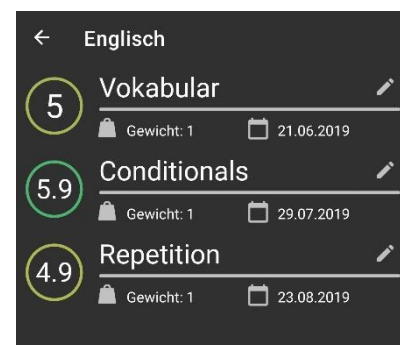 Englisch
5
Vokabular
Gewicht: 1 21.06.2019
5.9
Conditionals
Gewicht: 1 29.07.2019
4.9
Repetition
Gewicht: 1 23.08.2019